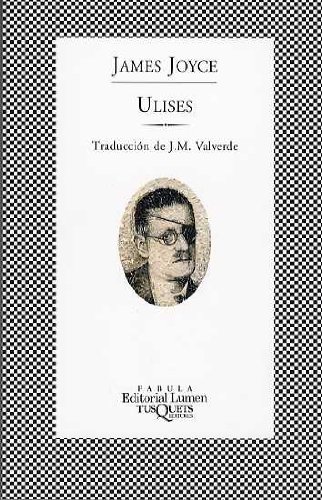 JAMES JOYCE
ULISES
Traducción de J.M. Valverde
FABULA
Editorial Lumen
TUSQUETS
EDITORES